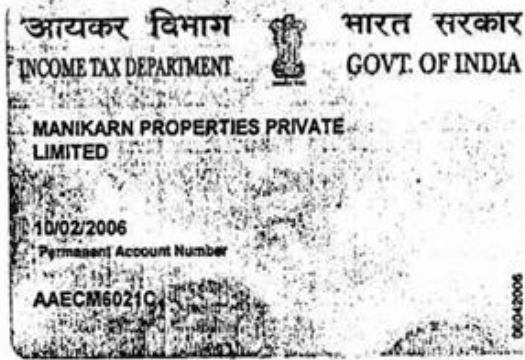 आयकर विभाग
भारत सरकार
INCOME TAX DEPARTMENT
GOVT. OF INDIA
MANIKARN PROPERTIES PRIVATE
LIMITED
10/02/2006
Permanent Account Number
AAECM6021C